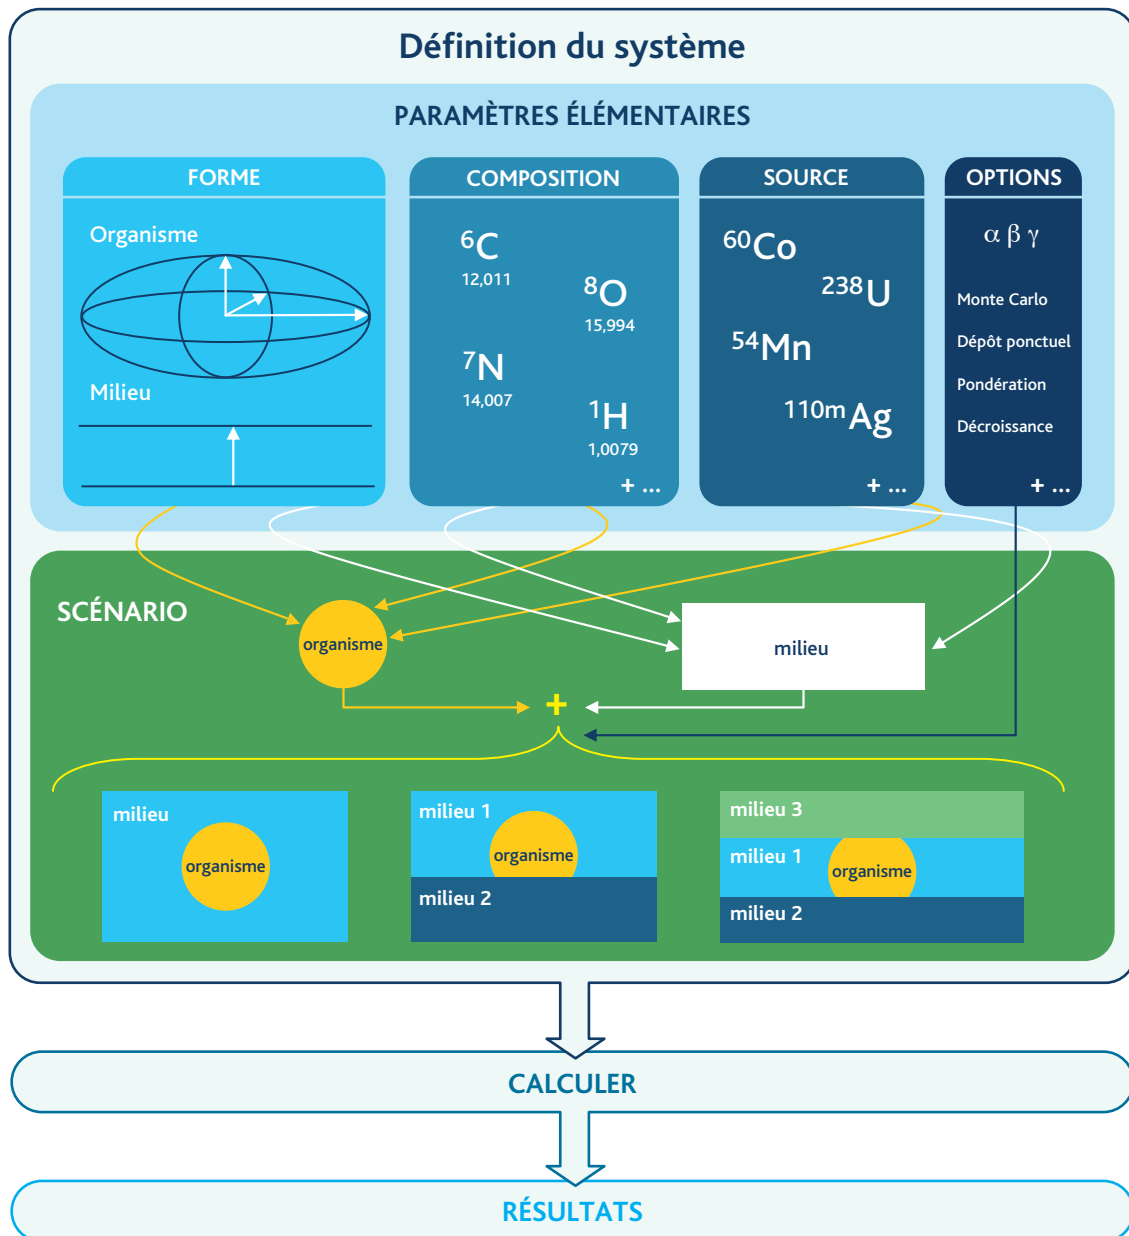 Définition du système
PARAMÈTRES ÉLÉMENTAIRES
FORME
Organisme
Milieu
COMPOSITION
⁶C
12,011
⁸O
15,994
⁷N
14,007
¹H
1,0079
+ ...
SOURCE
⁶⁰Co
²³⁸U
⁵⁴Mn
¹¹⁰ᵐAg
+ ...
OPTIONS
α β γ
Monte Carlo
Dépôt ponctuel
Pondération
Décroissance
+ ...
SCÉNARIO
organisme
milieu
+
milieu
organisme
milieu 1
organisme
milieu 2
milieu 3
milieu 1
organisme
milieu 2
CALCULER
RÉSULTATS